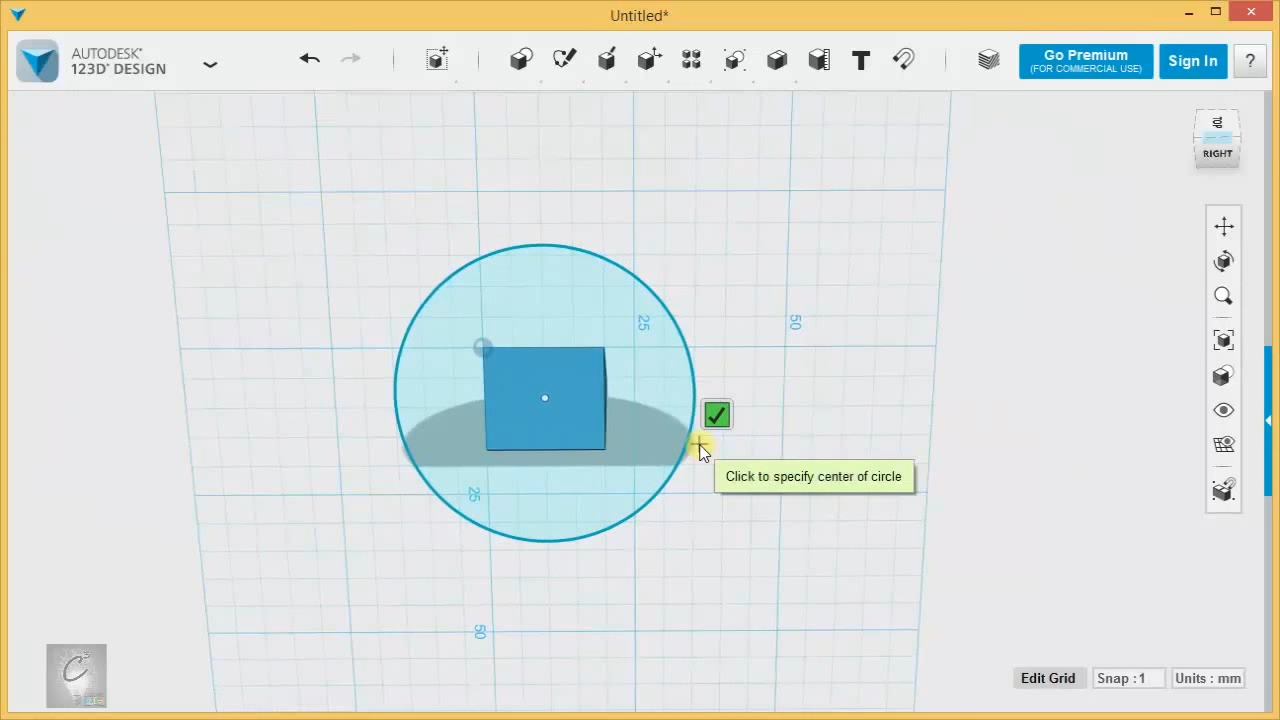 Untitled*
AUTODESK®
123D® DESIGN
Go Premium
(FOR COMMERCIAL USE)
Sign In
?
RIGHT
25
50
Click to specify center of circle
25
50
Edit Grid
Snap : 1
Units : mm